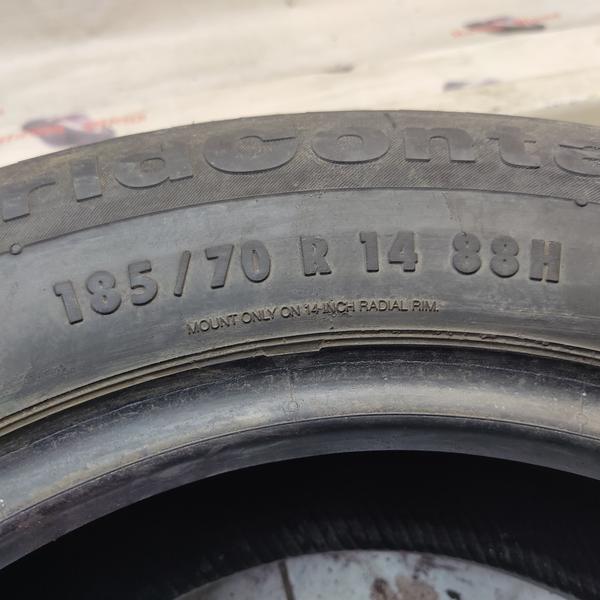 ridConta
185/70 R 14 88H
MOUNT ONLY ON 14-INCH RADIAL RIM.